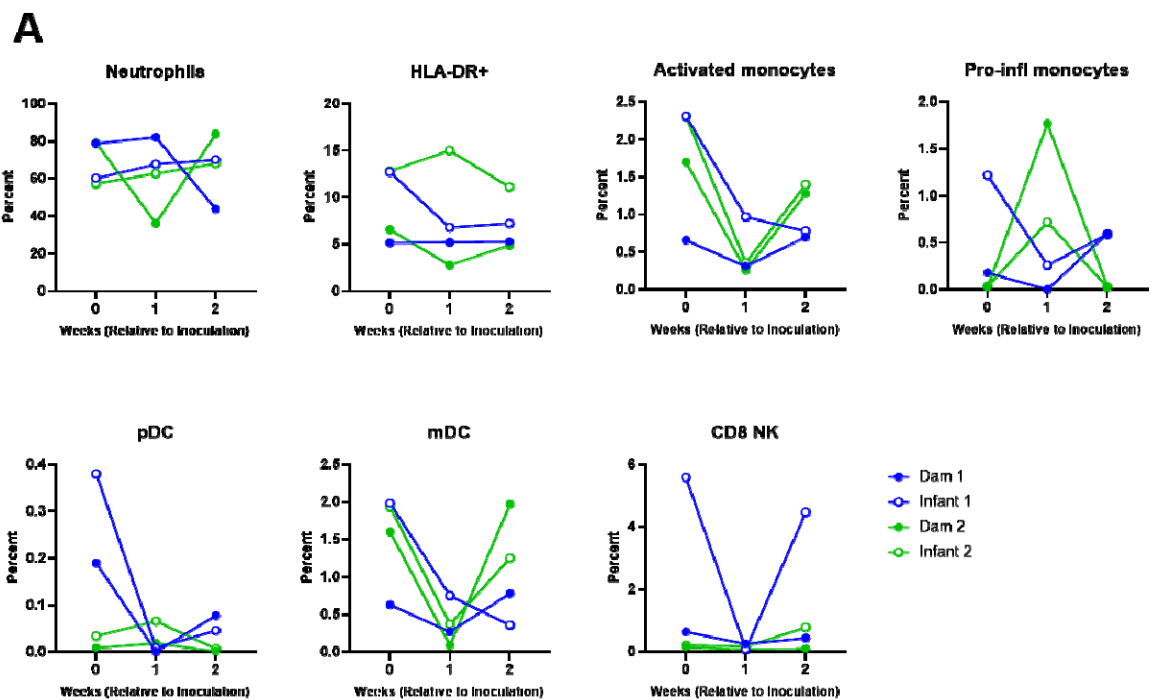 A
Neutrophils
HLA-DR+
Activated monocytes
Pro-infl monocytes
100
80
60
40
20
0
Percent
0 1 2
Weeks (Relative to Inoculation)
20
15
10
5
0
Percent
0 1 2
Weeks (Relative to Inoculation)
2.5
2.0
1.5
1.0
0.5
0.0
Percent
0 1 2
Weeks (Relative to Inoculation)
2.0
1.5
1.0
0.5
0.0
Percent
0 1 2
Weeks (Relative to Inoculation)
pDC
mDC
CD8 NK
0.4
0.3
0.2
0.1
0.0
Percent
0 1 2
Weeks (Relative to Inoculation)
2.5
2.0
1.5
1.0
0.5
0.0
Percent
0 1 2
Weeks (Relative to Inoculation)
6
4
2
0
Percent
0 1 2
Weeks (Relative to Inoculation)
Dam 1
Infant 1
Dam 2
Infant 2